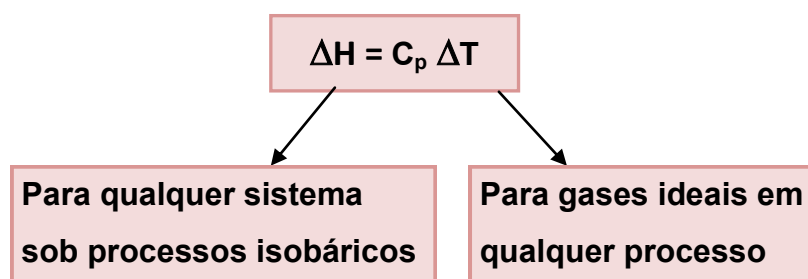 ΔH = Cₚ ΔT
Para qualquer sistema
sob processos isobáricos
Para gases ideais em
qualquer processo